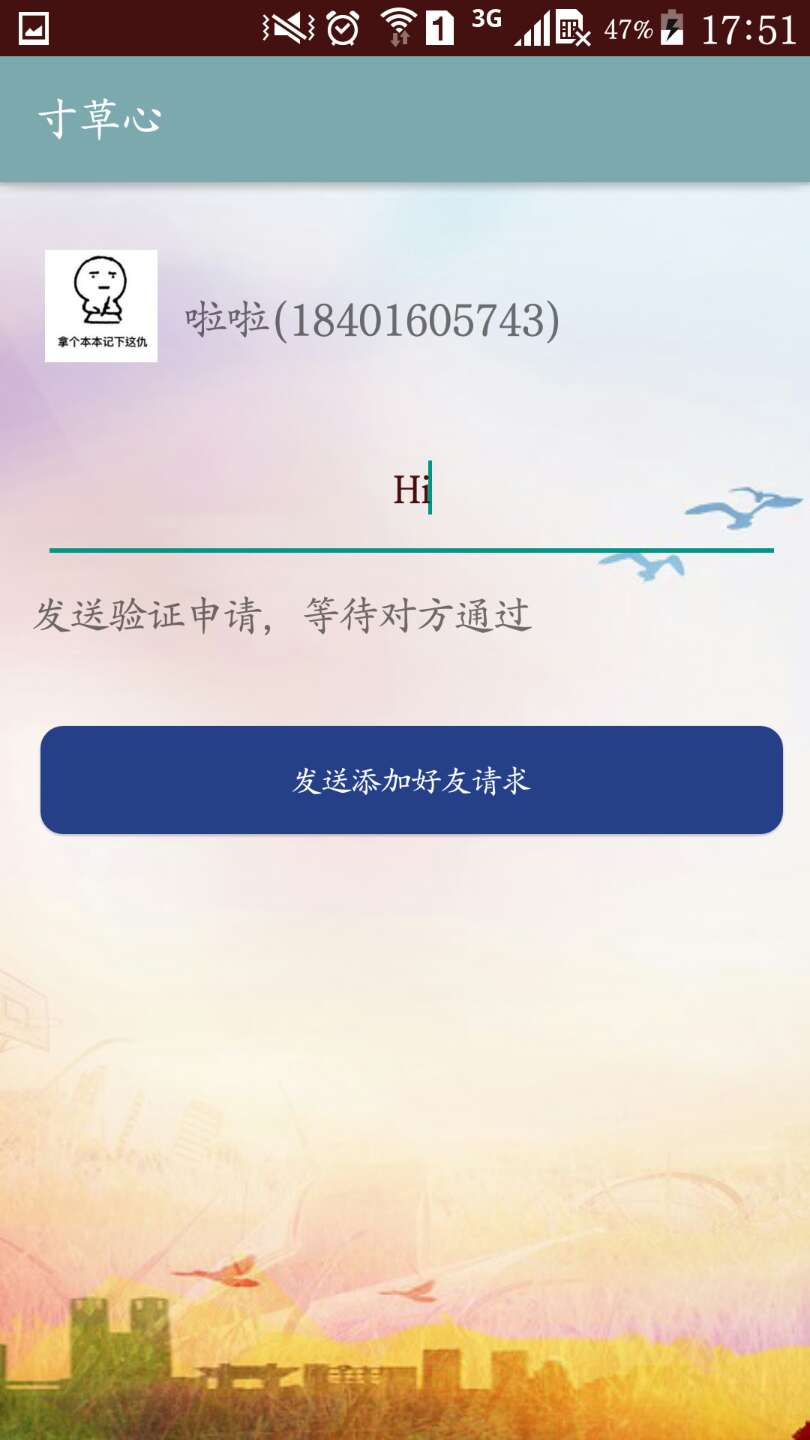 1 3G 47% 17:51
寸草心
拿个本本记下这仇
啦啦(18401605743)
Hi
发送验证申请，等待对方通过
发送添加好友请求